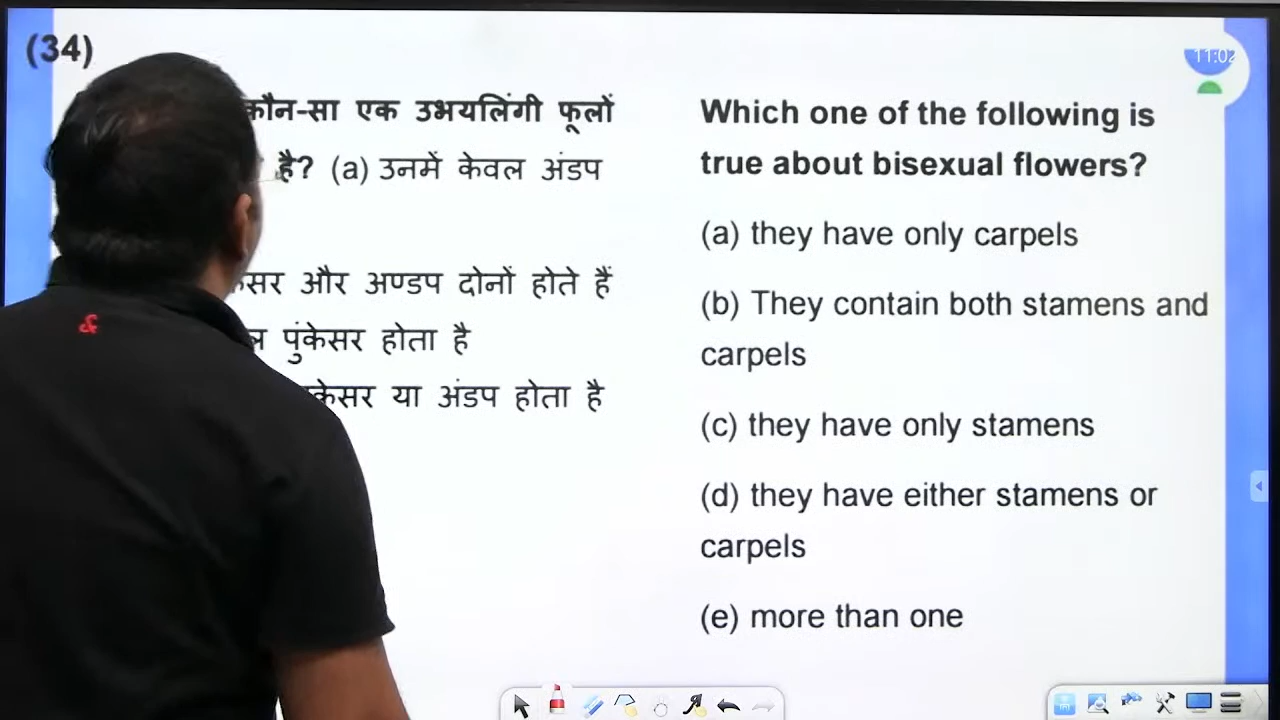 (34)
11:02
कौन-सा एक उभयलिंगी फूलों
है? (a) उनमें केवल अंडप
और अण्डप दोनों होते हैं
पुंकेसर होता है
या अंडप होता है
Which one of the following is
true about bisexual flowers?
(a) they have only carpels
(b) They contain both stamens and
carpels
(c) they have only stamens
(d) they have either stamens or
carpels
(e) more than one